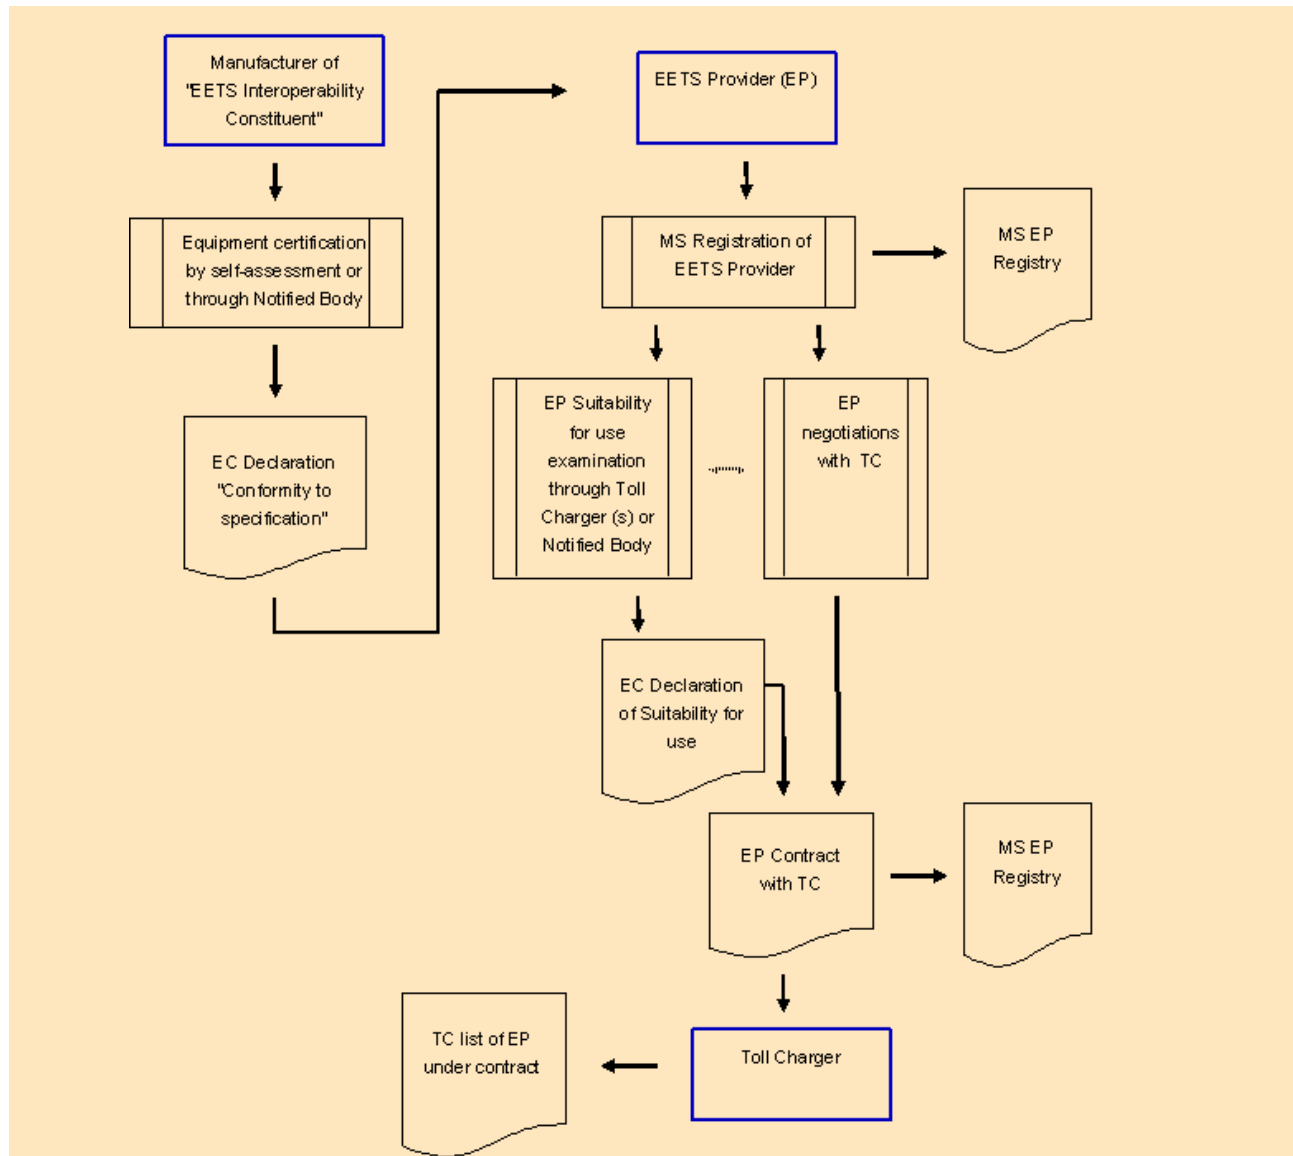 Manufacturer of
"EETS Interoperability
Constituent"
EETS Provider (EP)
Equipment certification
by self-assessment or
through Notified Body
MS Registration of
EETS Provider
MS EP
Registry
EC Declaration
"Conformity to
specification"
EP Suitability
for use
examination
through Toll
Charger (s) or
Notified Body
EP
negotiations
with TC
EC Declaration
of Suitability for
use
EP Contract
with TC
MS EP
Registry
TC list of EP
under contract
Toll Charger